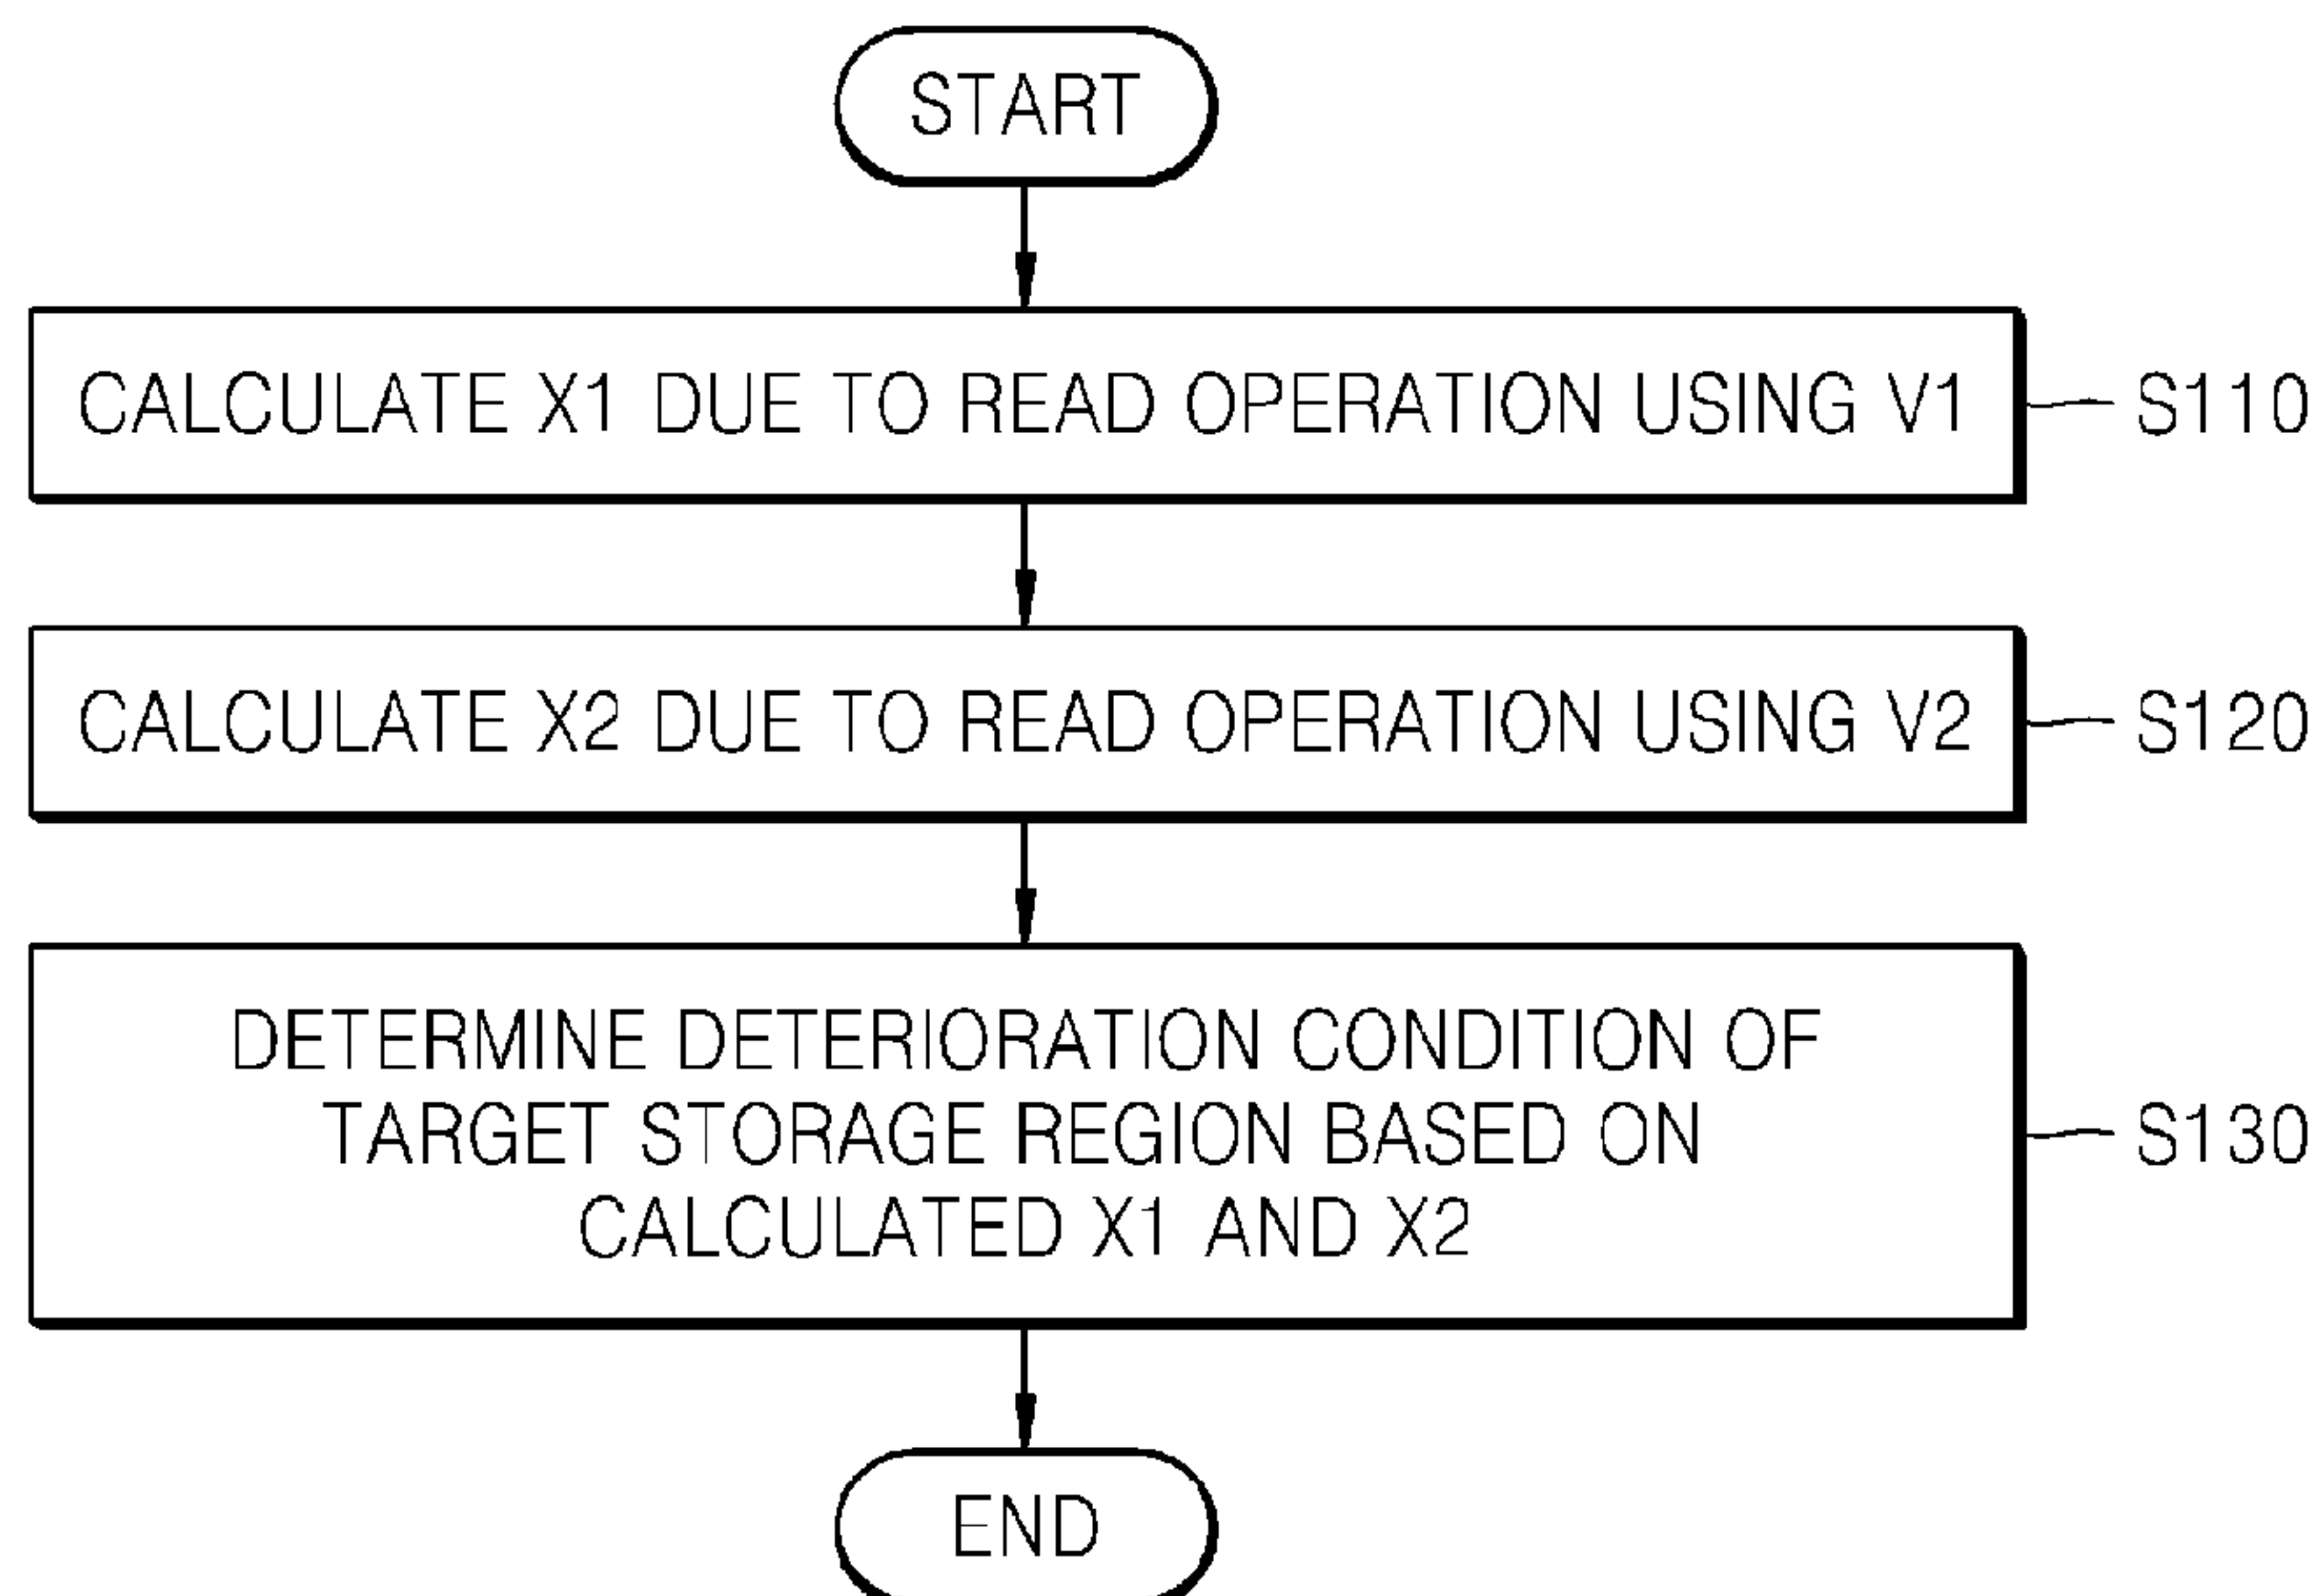 START
CALCULATE X1 DUE TO READ OPERATION USING V1
S110
CALCULATE X2 DUE TO READ OPERATION USING V2
S120
DETERMINE DETERIORATION CONDITION OF
TARGET STORAGE REGION BASED ON
CALCULATED X1 AND X2
S130
END